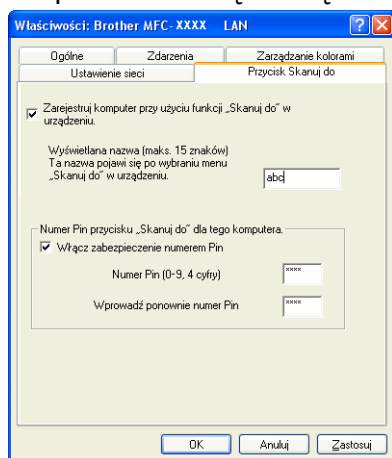 Właściwości: Brother MFC-XXXX LAN
Ogólne Zdarzenia Zarządzanie kolorami
Ustawienie sieci Przycisk Skanuj do
Zarejestruj komputer przy użyciu funkcji „Skanuj do" w
urządzeniu.
Wyświetlana nazwa (maks. 15 znaków)
Ta nazwa pojawi się po wybraniu menu
„Skanuj do" w urządzeniu.
abc
Numer Pin przycisku „Skanuj do" dla tego komputera.
Włącz zabezpieczenie numerem Pin
Numer Pin (0-9, 4 cyfry) ****
Wprowadź ponownie numer Pin ****
OK Anuluj Zastosuj